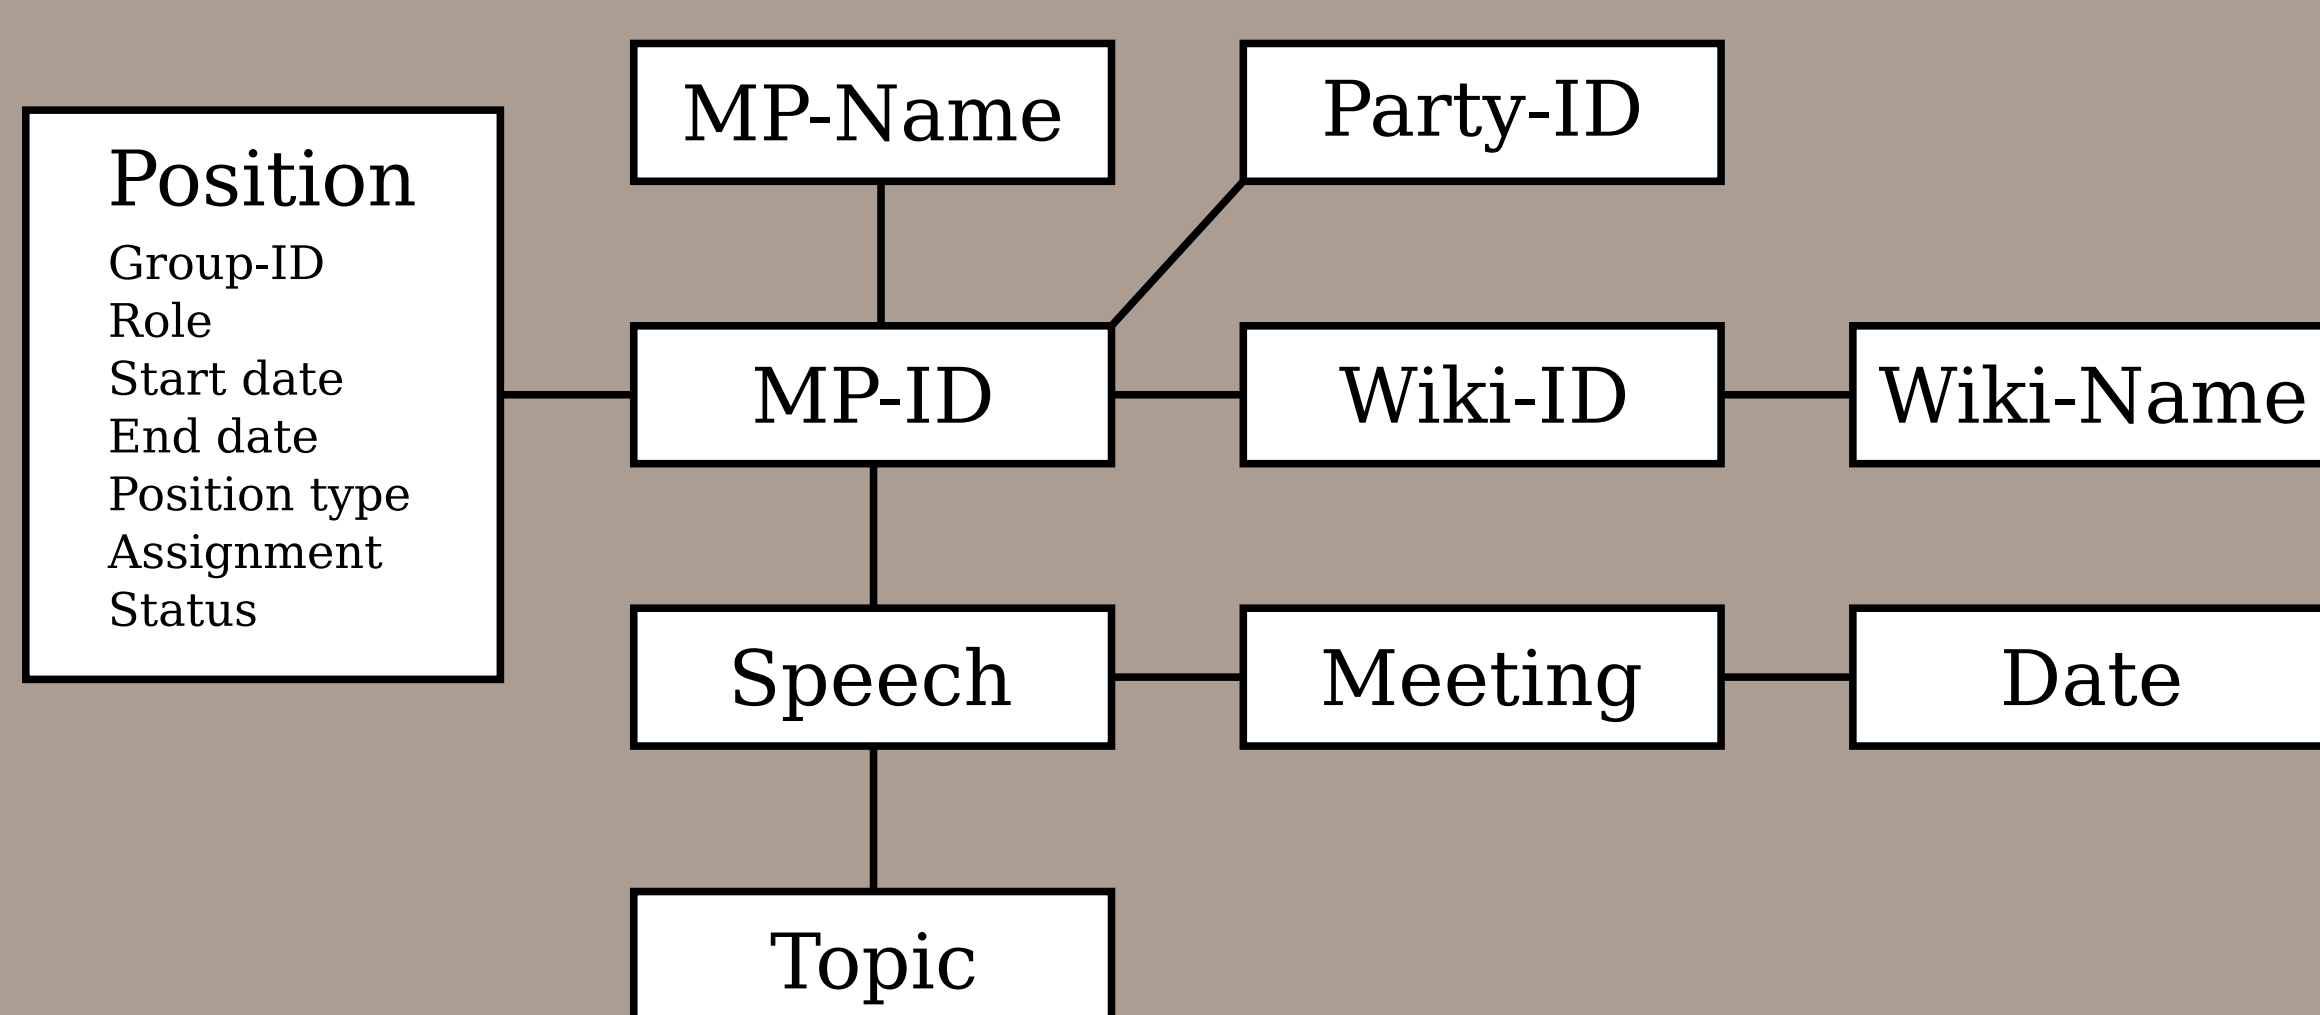 MP-Name
Party-ID
Position
Group-ID
Role
Start date
End date
Position type
Assignment
Status
MP-ID
Wiki-ID
Wiki-Name
Speech
Meeting
Date
Topic